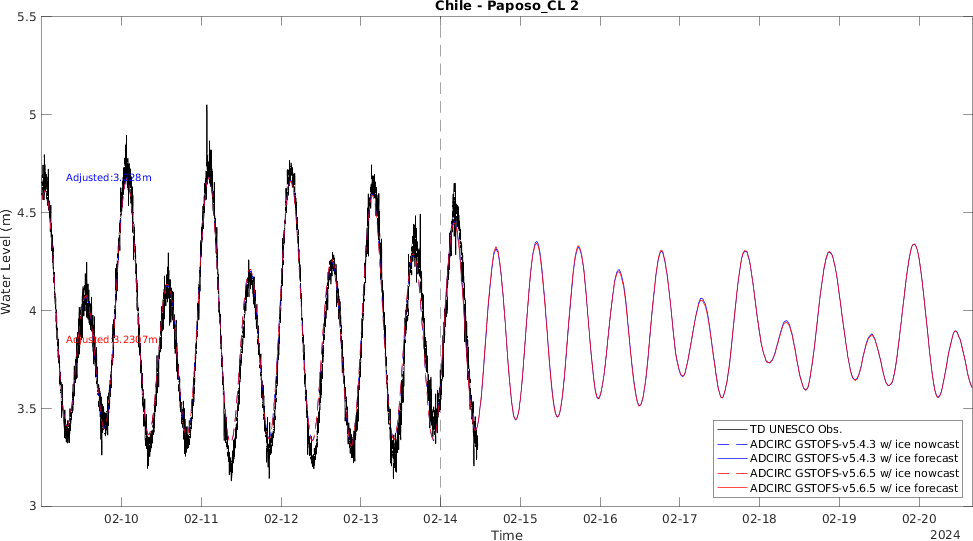 Chile - Paposo_CL 2
5.5
5
4.5
4
3.5
3
Water Level (m)
Adjusted:3.2307m
02-10
02-11
02-12
02-13
02-14
02-15
02-16
02-17
02-18
02-19
02-20
2024
Time
TD UNESCO Obs.
ADCIRC GSTOFS-v5.4.3 w/ ice nowcast
ADCIRC GSTOFS-v5.4.3 w/ ice forecast
ADCIRC GSTOFS-v5.6.5 w/ ice nowcast
ADCIRC GSTOFS-v5.6.5 w/ ice forecast